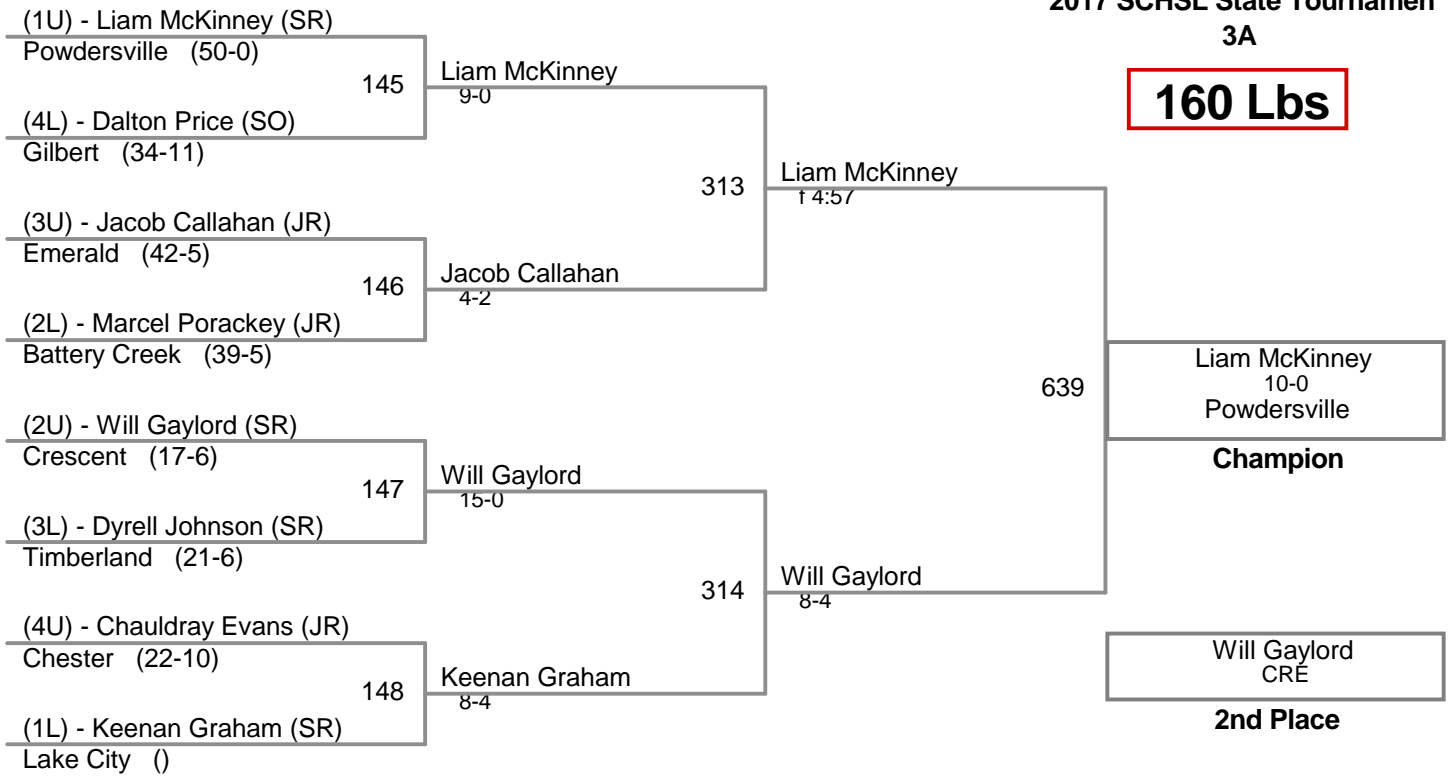 2017 SCHSL State Tournamen
3A
160 Lbs
(1U) - Liam McKinney (SR)
Powdersville (50-0)
145
Liam McKinney
9-0
(4L) - Dalton Price (SO)
Gilbert (34-11)
313
Liam McKinney
f 4:57
(3U) - Jacob Callahan (JR)
Emerald (42-5)
146
Jacob Callahan
4-2
(2L) - Marcel Porackey (JR)
Battery Creek (39-5)
639
Liam McKinney
10-0
Powdersville
Champion
(2U) - Will Gaylord (SR)
Crescent (17-6)
147
Will Gaylord
15-0
(3L) - Dyrell Johnson (SR)
Timberland (21-6)
314
Will Gaylord
8-4
(4U) - Chauldray Evans (JR)
Chester (22-10)
148
Keenan Graham
8-4
(1L) - Keenan Graham (SR)
Lake City ()
Will Gaylord
CRE
2nd Place